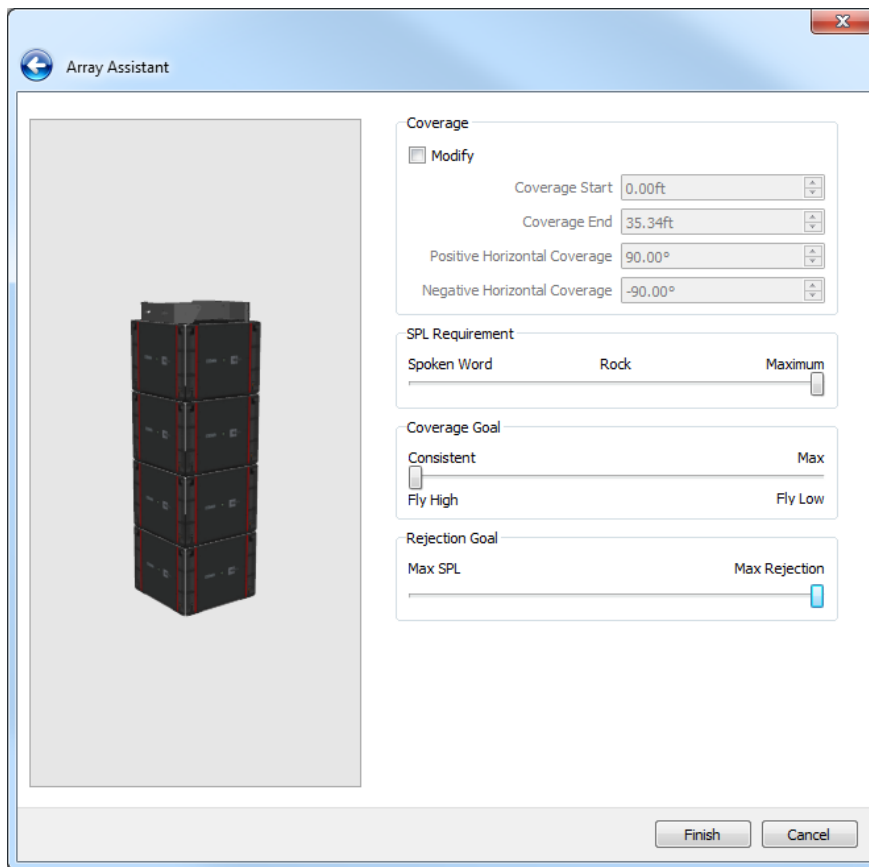 Array Assistant
Coverage
Modify
Coverage Start 0.00ft
Coverage End 35.34ft
Positive Horizontal Coverage 90.00°
Negative Horizontal Coverage -90.00°
SPL Requirement
Spoken Word Rock Maximum
Coverage Goal
Consistent Max
Fly High Fly Low
Rejection Goal
Max SPL Max Rejection
Finish Cancel